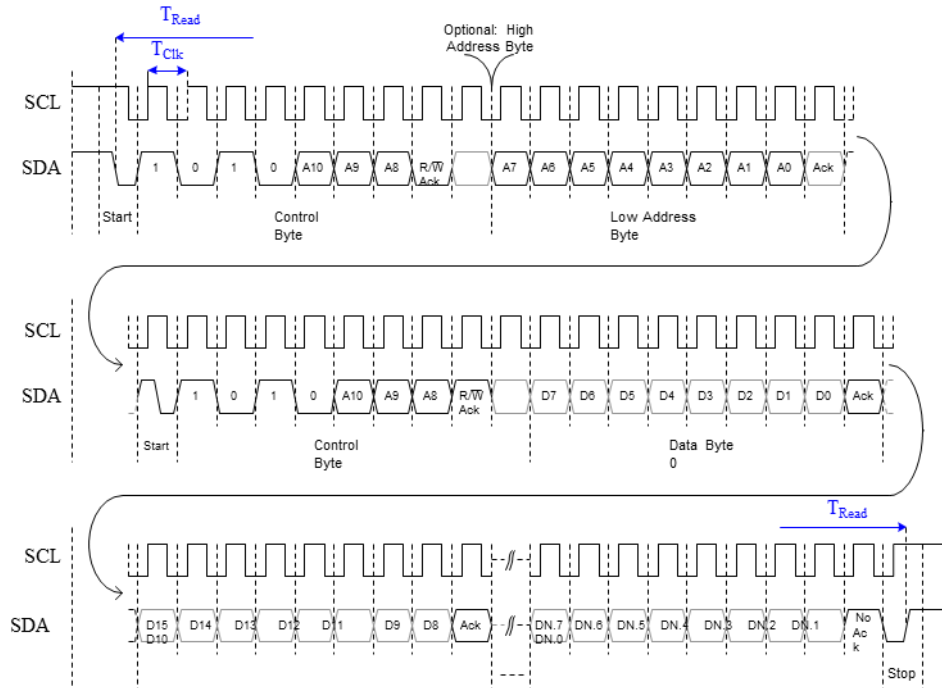 T_Read
Optional: High
Address Byte
T_Clk
SCL
SDA 1 0 1 0 A10 A9 A8 R/W A7 A6 A5 A4 A3 A2 A1 A0 Ack
Ack
Start Control Low Address
Byte Byte
SCL
SDA 1 0 1 0 A10 A9 A8 R/W D7 D6 D5 D4 D3 D2 D1 D0 Ack
Ack
Start Control Data Byte
Byte 0
T_Read
SCL
SDA D15 D14 D13 D12 D11 D9 D8 Ack DN.7 DN.6 DN.5 DN.4 DN.3 DN.2 DN.1 No
D10 DN.0 Ac
k
Stop